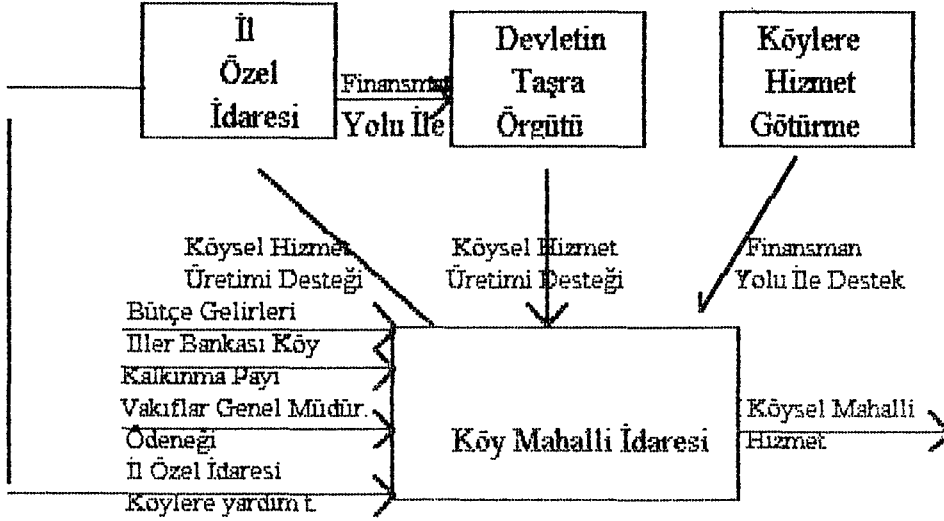 İl
Özel
İdaresi
Finansman
Yolu İle
Devletin
Taşra
Örgütü
Köylere
Hizmet
Götürme
Köysel Hizmet
Üretimi Desteği
Köysel Hizmet
Üretimi Desteği
Finansman
Yolu İle Destek
Bütçe Gelirleri
İller Bankası Köy
Kalkınma Payı
Vakıflar Genel Müdür.
Ödeneği
İl Özel İdaresi
Köylere yardım t.
Köy Mahalli İdaresi
Köysel Mahalli
Hizmet